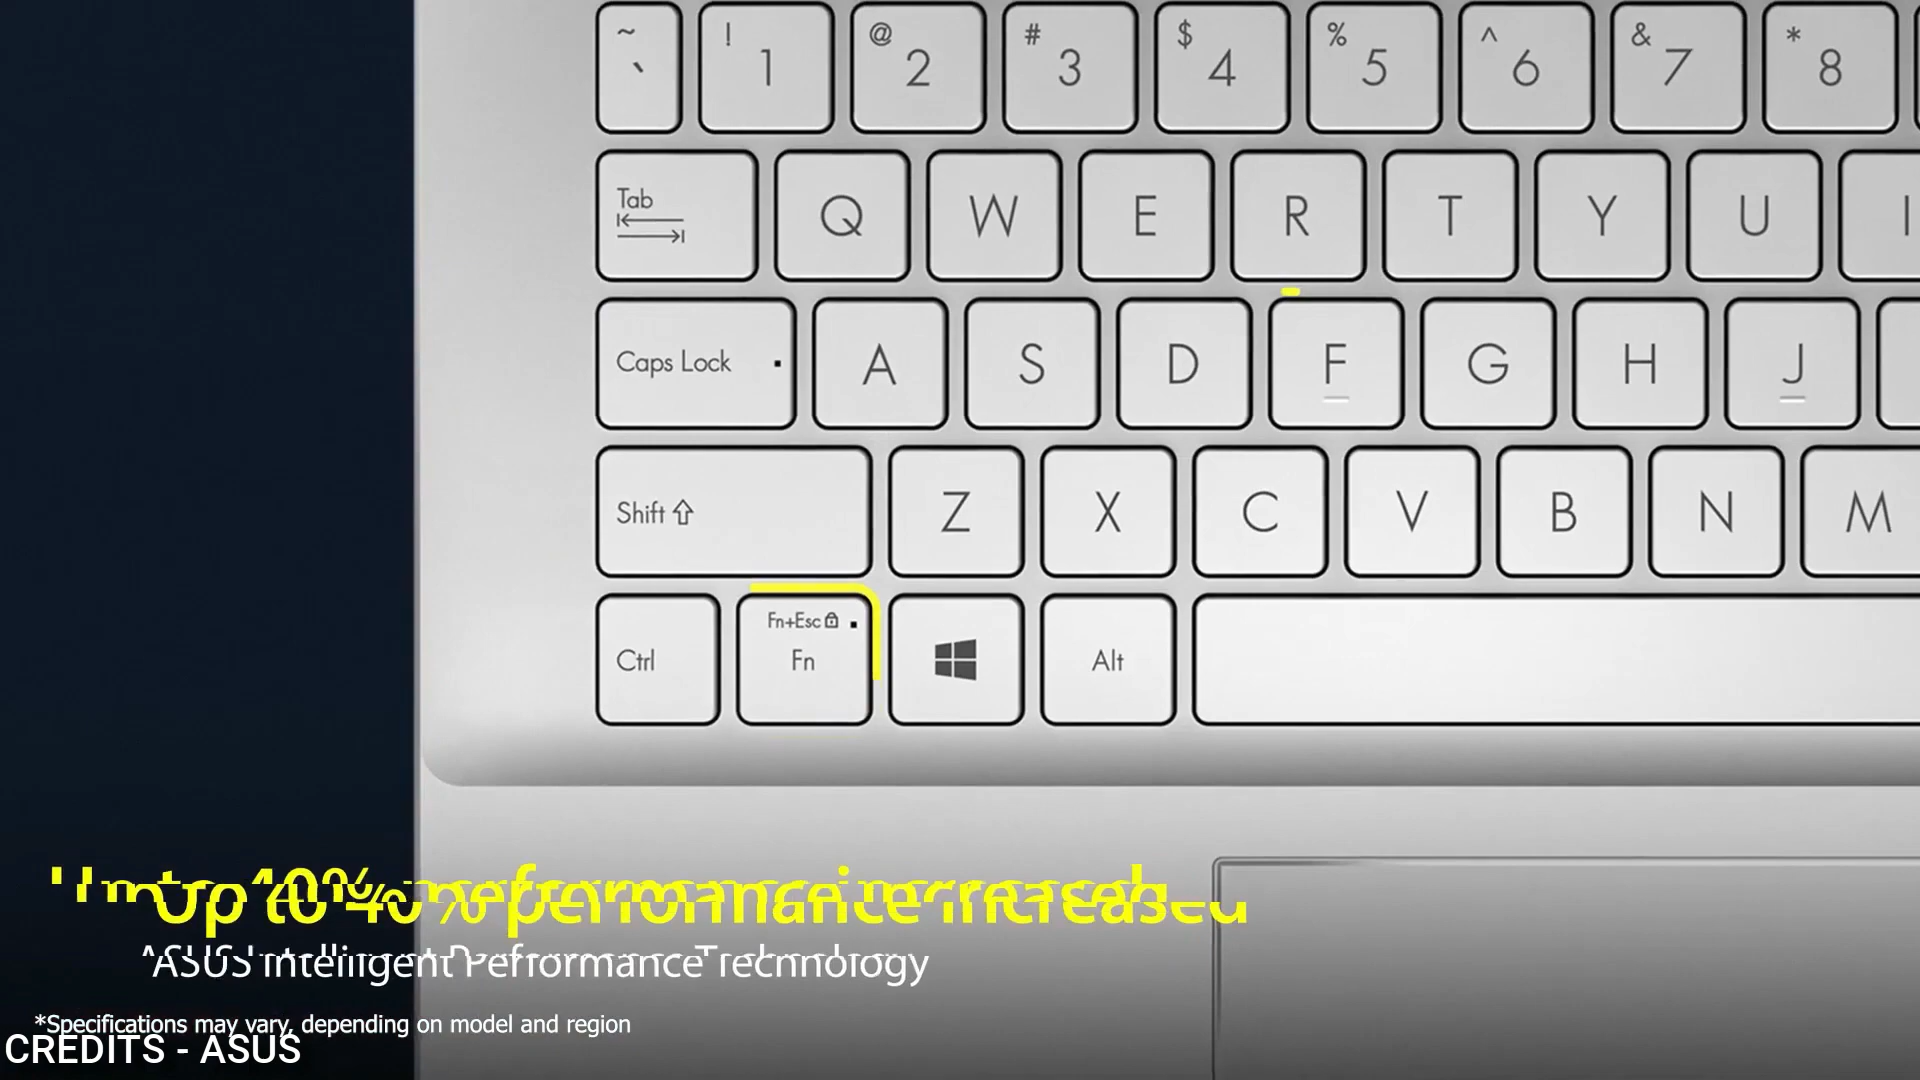 ~ ` ! 1 @ 2 # 3 $ 4 % 5 ^ 6 & 7 * 8
Tab Q W E R T Y U I
Caps Lock A S D F G H J
Shift Z X C V B N M
Fn+Esc
Ctrl Fn Alt
Up to 40% performance increased
ASUS Intelligent Performance Technology
*Specifications may vary, depending on model and region
CREDITS - ASUS